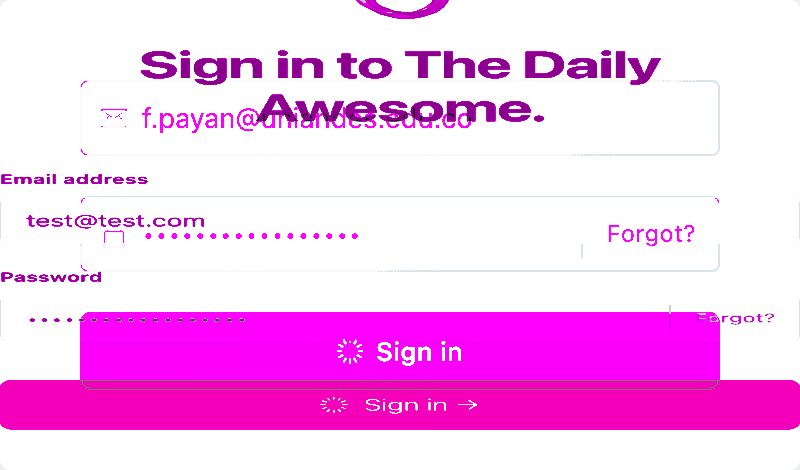 Sign in to The Daily
Awesome.
f.payan@uniandes.edu.co
Email address
test@test.com
Forgot?
Password
Forgot?
Sign in
Sign in →